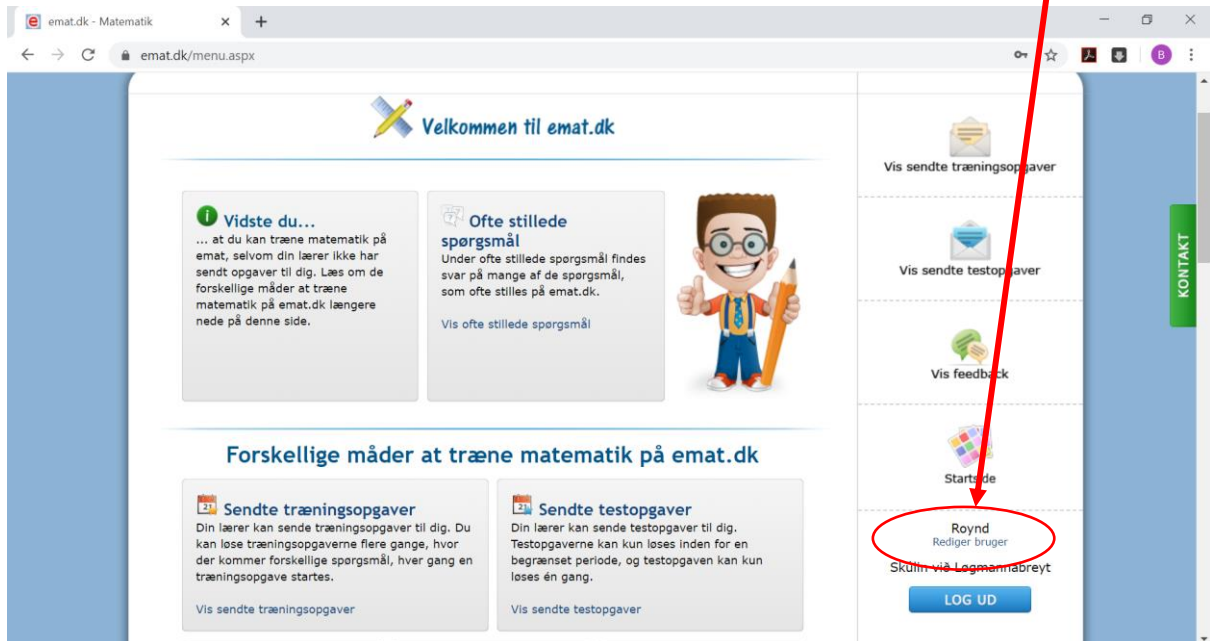 emat.dk - Matematik
emat.dk/menu.aspx
B
Velkommen til emat.dk
Vidste du...
... at du kan træne matematik på
emat, selvom din lærer ikke har
sendt opgaver til dig. Læs om de
forskellige måder at træne
matematik på emat.dk længere
nede på denne side.
Ofte stillede
spørgsmål
Under ofte stillede spørgsmål findes
svar på mange af de spørgsmål,
som ofte stilles på emat.dk.
Vis ofte stillede spørgsmål
Forskellige måder at træne matematik på emat.dk
Sendte træningsopgaver
Din lærer kan sende træningsopgaver til dig. Du
kan løse træningsopgaverne flere gange, hvor
der kommer forskellige spørgsmål, hver gang en
træningsopgave startes.
Vis sendte træningsopgaver
Sendte testopgaver
Din lærer kan sende testopgaver til dig.
Testopgaverne kan kun løses inden for en
begrænset periode, og testopgaven kan kun
løses én gang.
Vis sendte testopgaver
Vis sendte træningsopgaver
Vis sendte testopgaver
Vis feedback
Startside
Roynd
Rediger bruger
Skúlin við Løgmannabreyt
LOG UD
KONTAKT